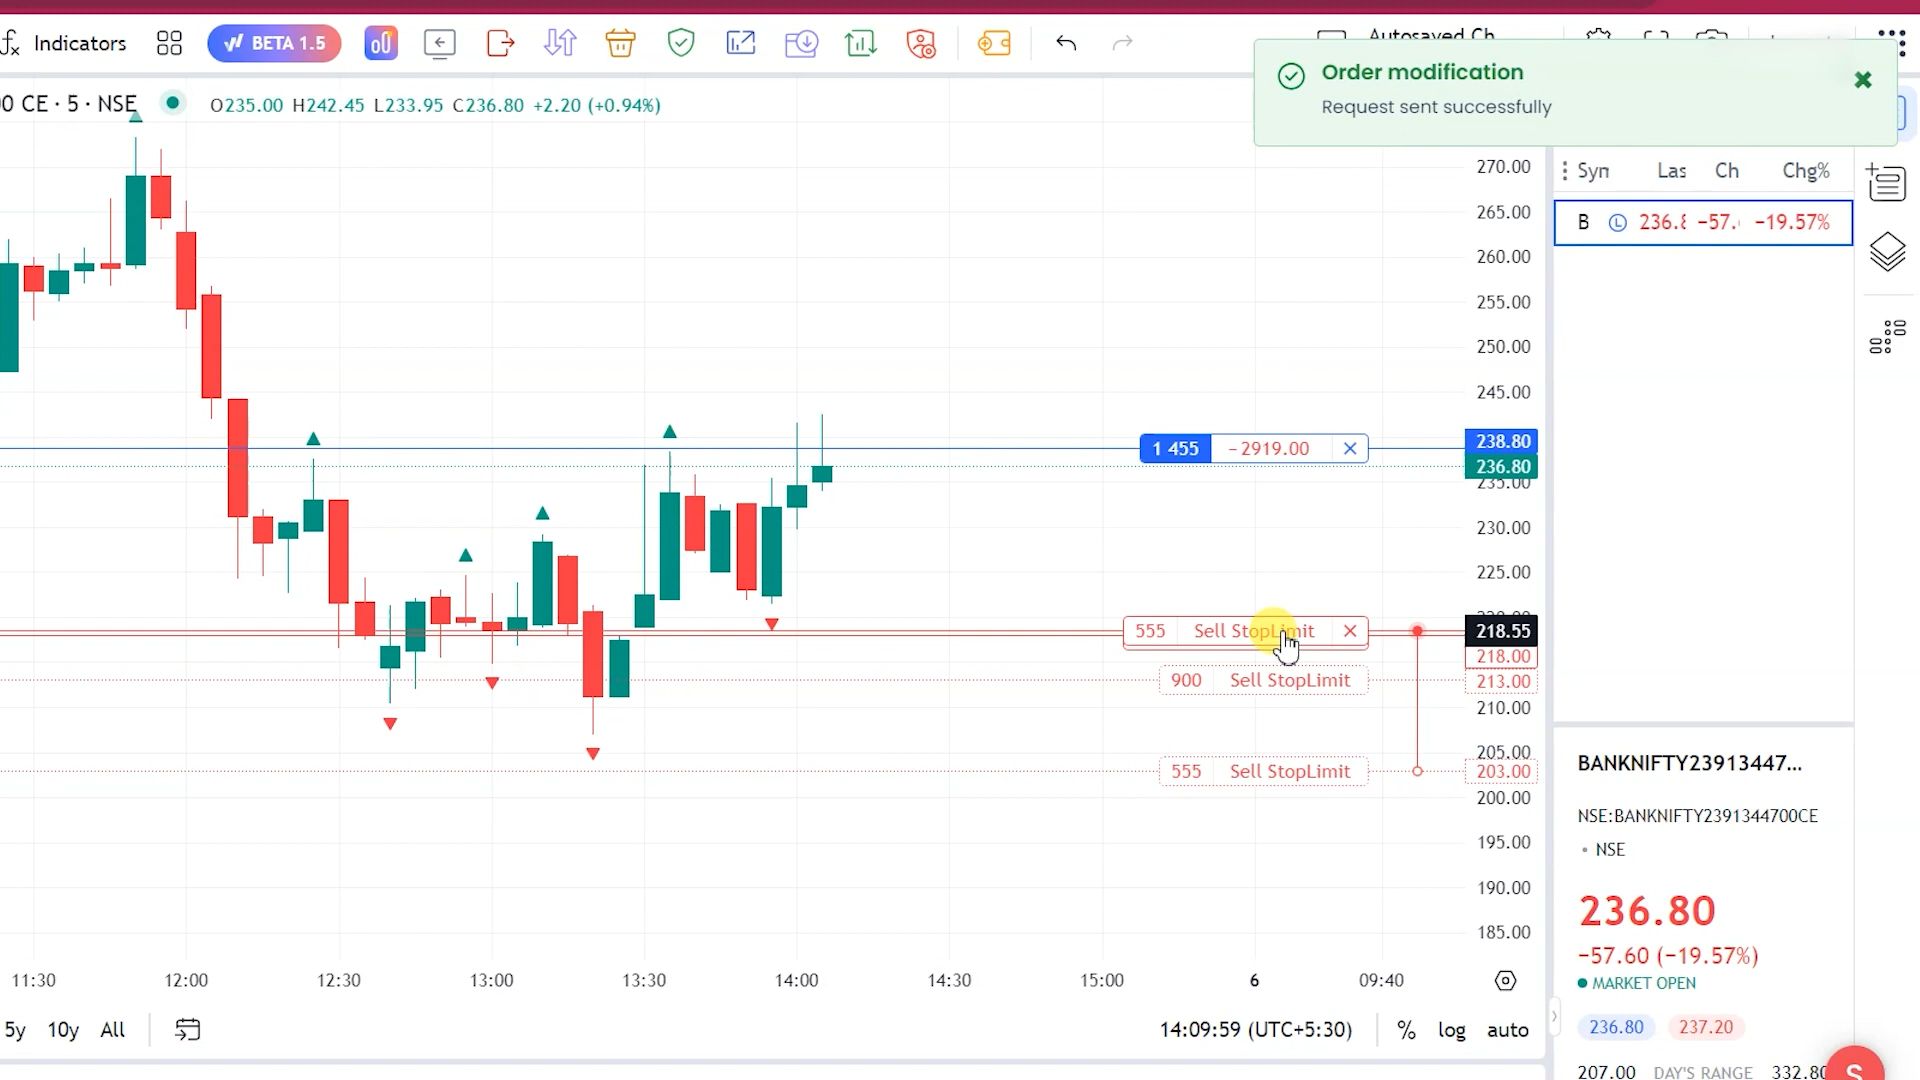 Indicators
BETA 1.5
Order modification
Request sent successfully
00 CE · 5 · NSE
O235.00 H242.45 L233.95 C236.80 +2.20 (+0.94%)
Syn Las Ch Chg%
B L 236.8 −57. −19.57%
270.00
265.00
260.00
255.00
250.00
245.00
1 455 −2919.00
238.80
236.80
235.00
230.00
225.00
555 Sell StopLimit
218.55
218.00
900 Sell StopLimit
213.00
210.00
205.00
555 Sell StopLimit
203.00
200.00
195.00
190.00
185.00
11:30 12:00 12:30 13:00 13:30 14:00 14:30 15:00 6 09:40
5y 10y All
14:09:59 (UTC+5:30) % log auto
BANKNIFTY23913447...
NSE:BANKNIFTY2391344700CE
• NSE
236.80
−57.60 (−19.57%)
MARKET OPEN
236.80 237.20
207.00 DAY'S RANGE 332.80
S